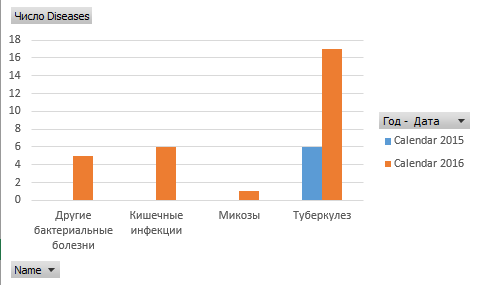 Число Diseases
18
16
14
12
10
8
6
4
2
0
Другие
бактериальные
болезни
Кишечные
инфекции
Микозы
Туберкулез
Год - Дата
Calendar 2015
Calendar 2016
Name